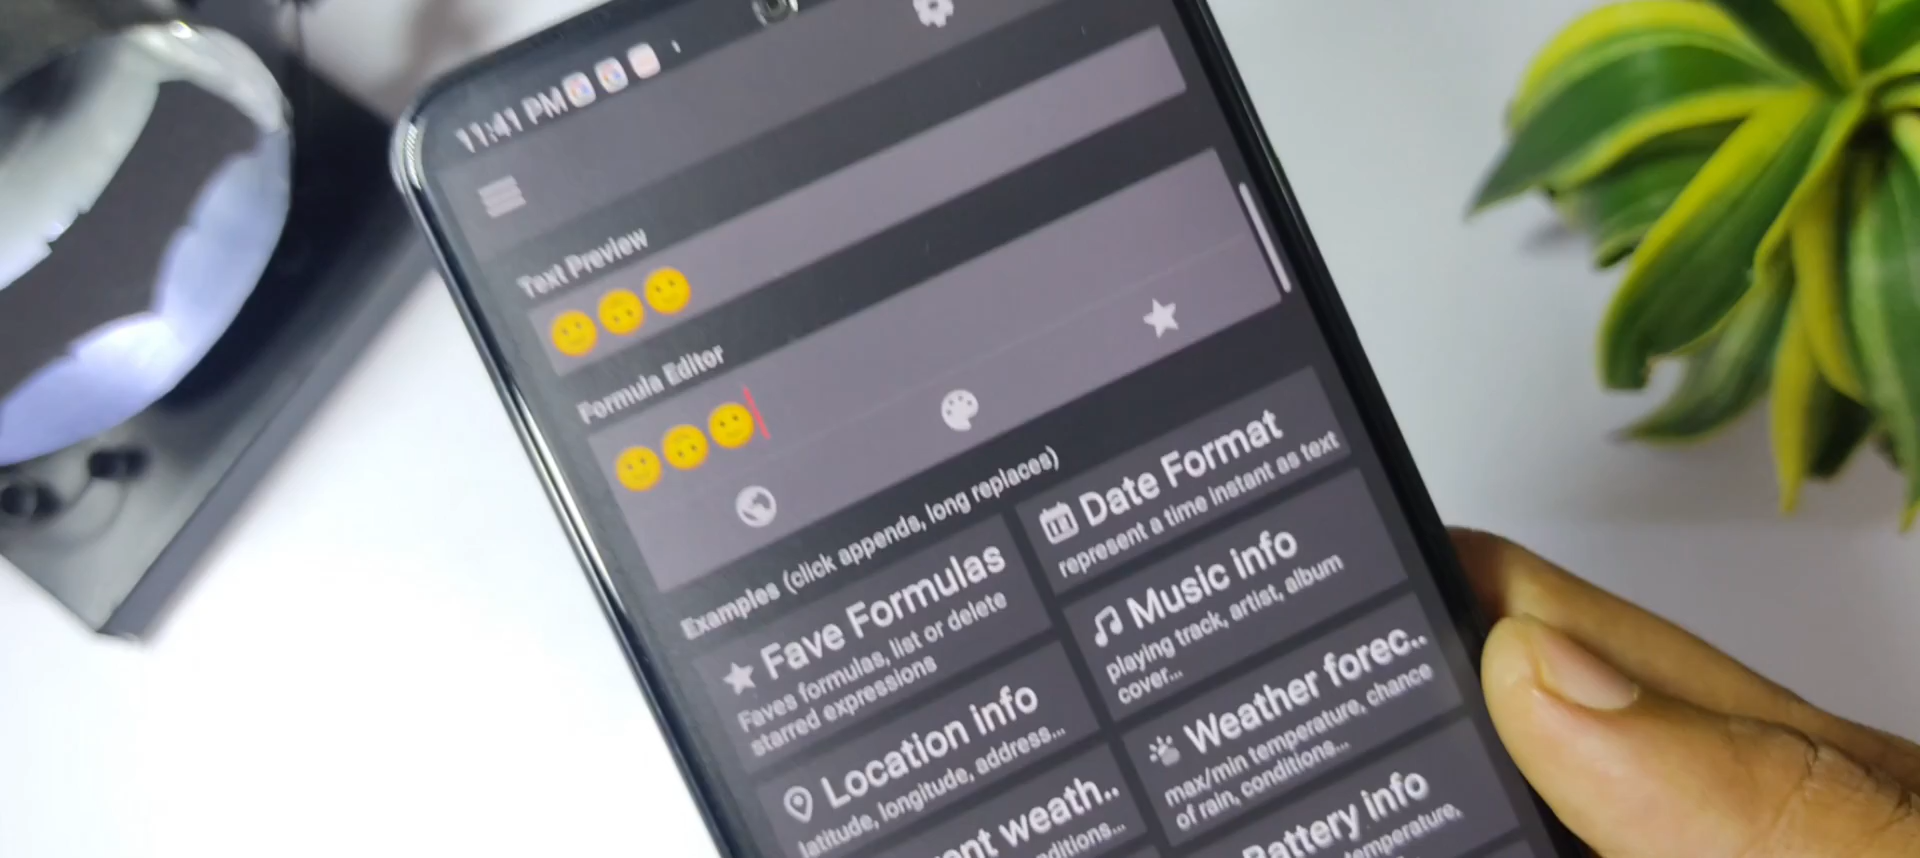 11:41 PM
Text Preview
🙂🙃🙂
Formula Editor
🙂🙃🙂
Examples (click appends, long replaces)
Fave Formulas
Faves formulas, list or delete
starred expressions
Date Format
represent a time instant as text
Location info
latitude, longitude, address...
Music info
playing track, artist, album
cover...
Weather forec..
max/min temperature, chance
of rain, conditions...
weath..
Battery info